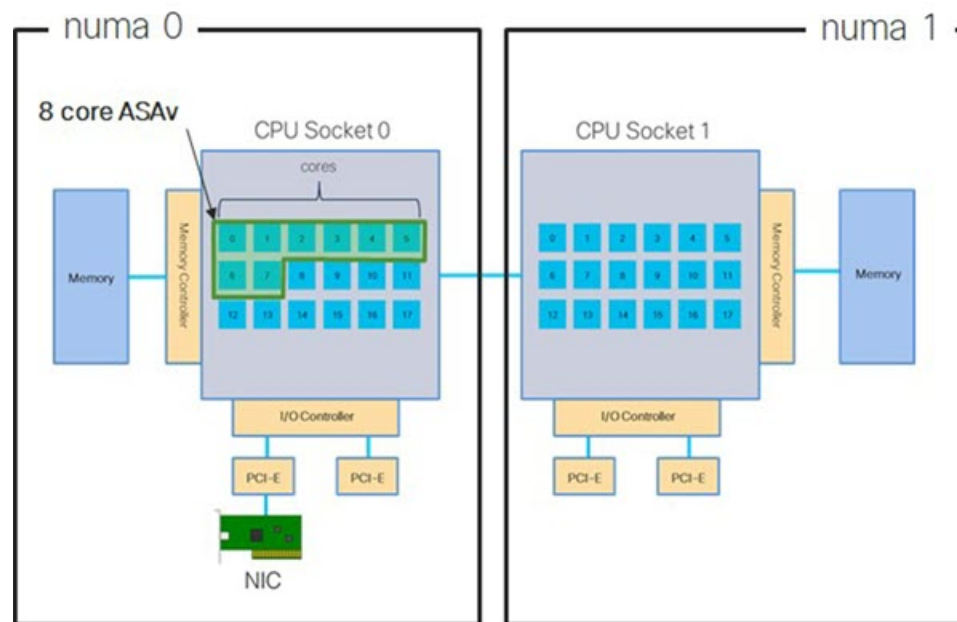 numa 0
numa 1
8 core ASAv
CPU Socket 0
CPU Socket 1
cores
0 1 2 3 4 5
6 7 8 9 10 11
12 13 14 15 16 17
0 1 2 3 4 5
6 7 8 9 10 11
12 13 14 15 16 17
Memory
Memory Controller
Memory Controller
Memory
I/O Controller
I/O Controller
PCI-E
PCI-E
PCI-E
PCI-E
NIC